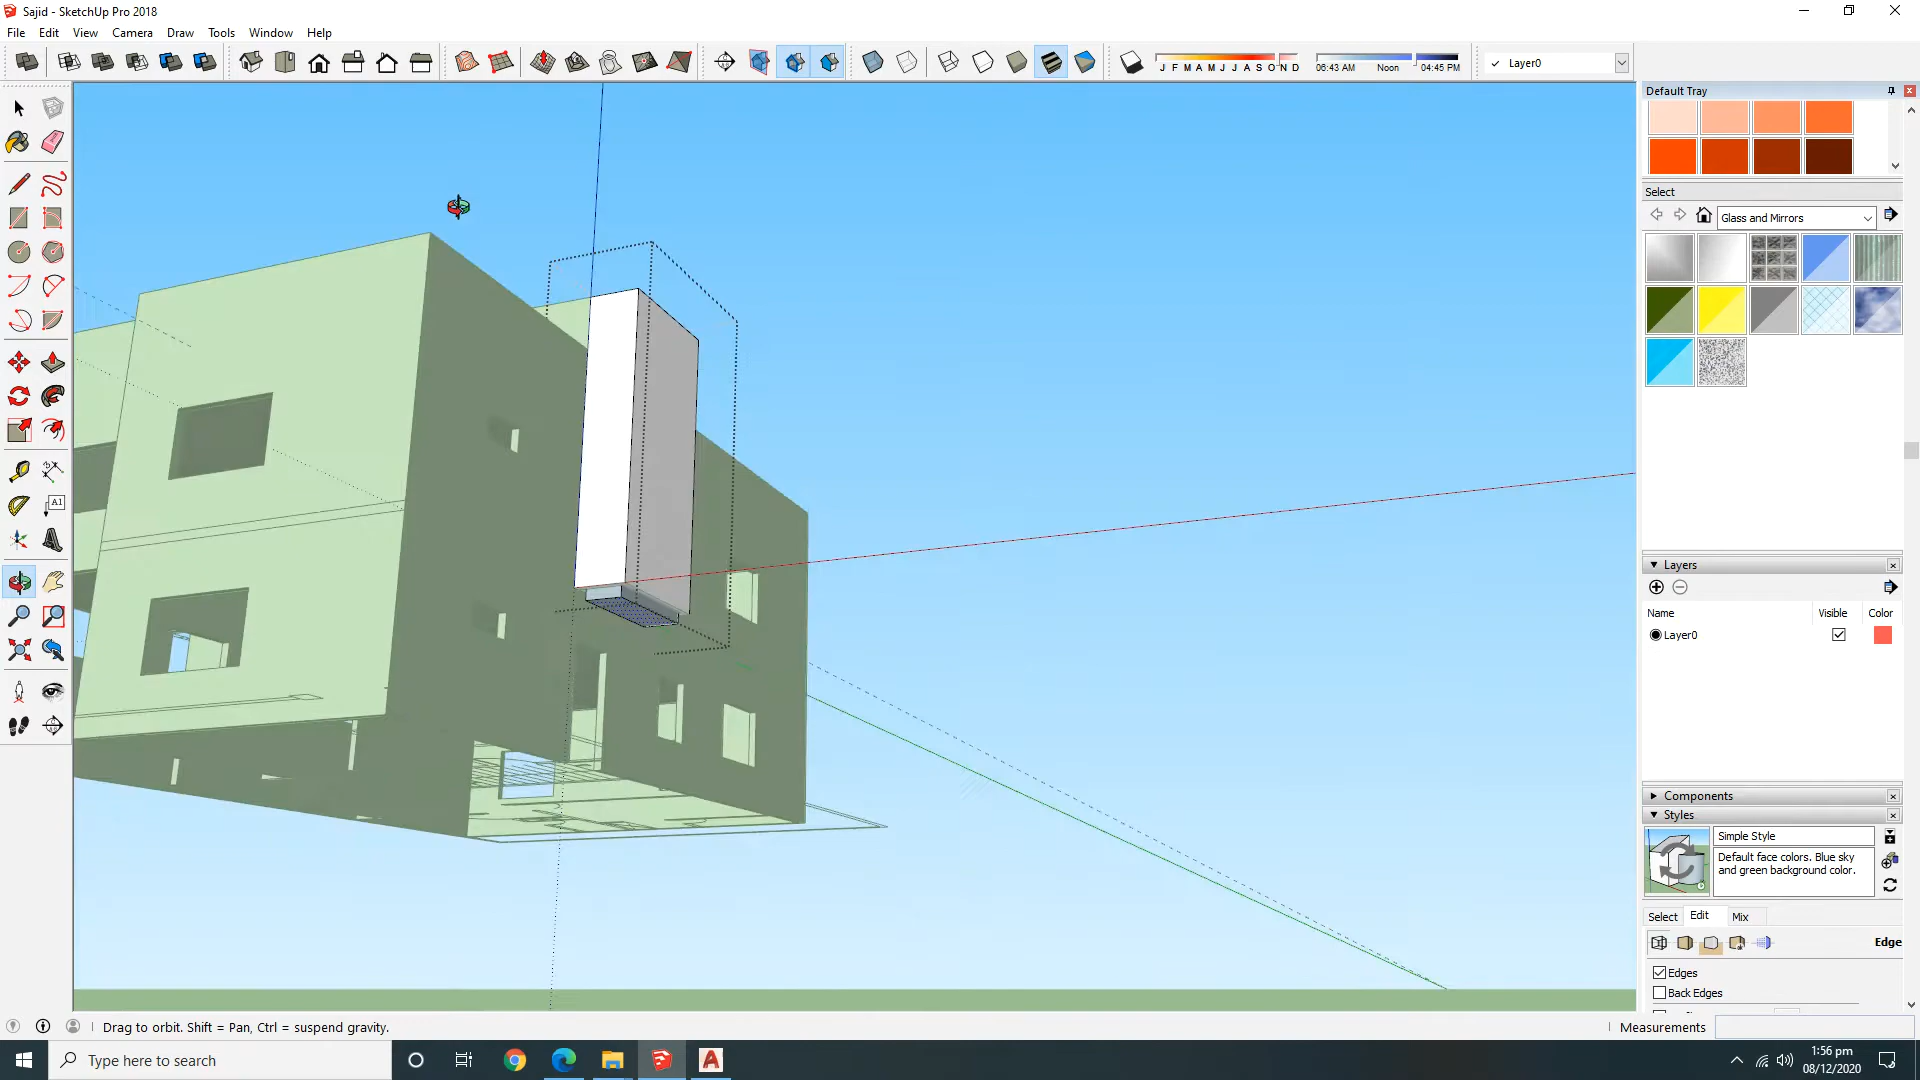 Sajid - SketchUp Pro 2018
File Edit View Camera Draw Tools Window Help
J F M A M J J A S O N D
06:43 AM Noon 04:45 PM
Layer0
Default Tray
Select
Glass and Mirrors
Layers
Name Visible Color
Layer0
Components
Styles
Simple Style
Default face colors. Blue sky
and green background color.
Select Edit Mix
Edge
Edges
Back Edges
Drag to orbit. Shift = Pan, Ctrl = suspend gravity.
Measurements
Type here to search
1:56 pm
08/12/2020